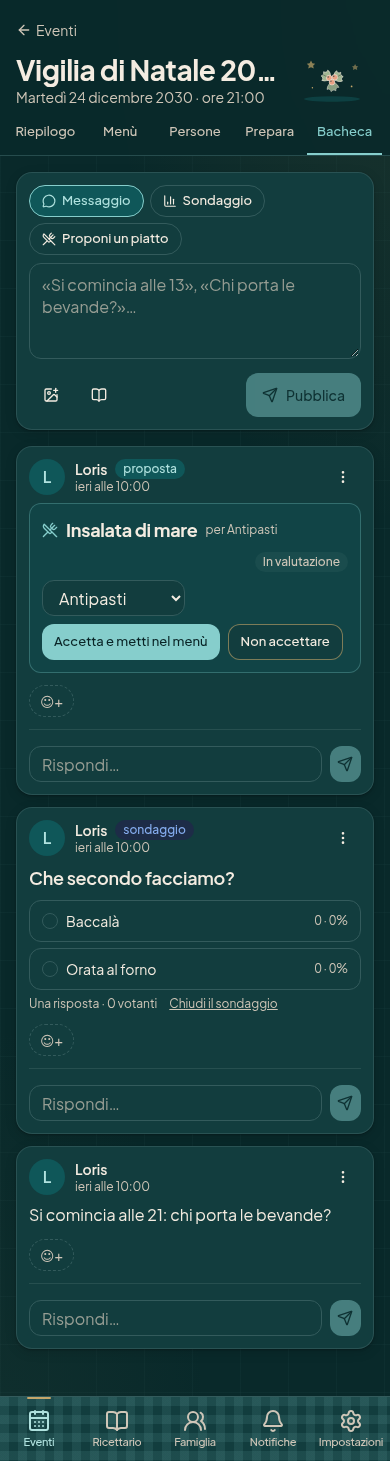 Eventi
Vigilia di Natale 20…
Martedì 24 dicembre 2030 · ore 21:00
Riepilogo Menù Persone Prepara Bacheca
Messaggio Sondaggio
Proponi un piatto
«Si comincia alle 13», «Chi porta le
bevande?»…
Pubblica
L Loris proposta
ieri alle 10:00
Insalata di mare per Antipasti
In valutazione
Antipasti
Accetta e metti nel menù Non accettare
+
Rispondi…
L Loris sondaggio
ieri alle 10:00
Che secondo facciamo?
Baccalà 0 · 0%
Orata al forno 0 · 0%
Una risposta · 0 votanti Chiudi il sondaggio
+
Rispondi…
L Loris
ieri alle 10:00
Si comincia alle 21: chi porta le bevande?
+
Rispondi…
Eventi Ricettario Famiglia Notifiche Impostazioni